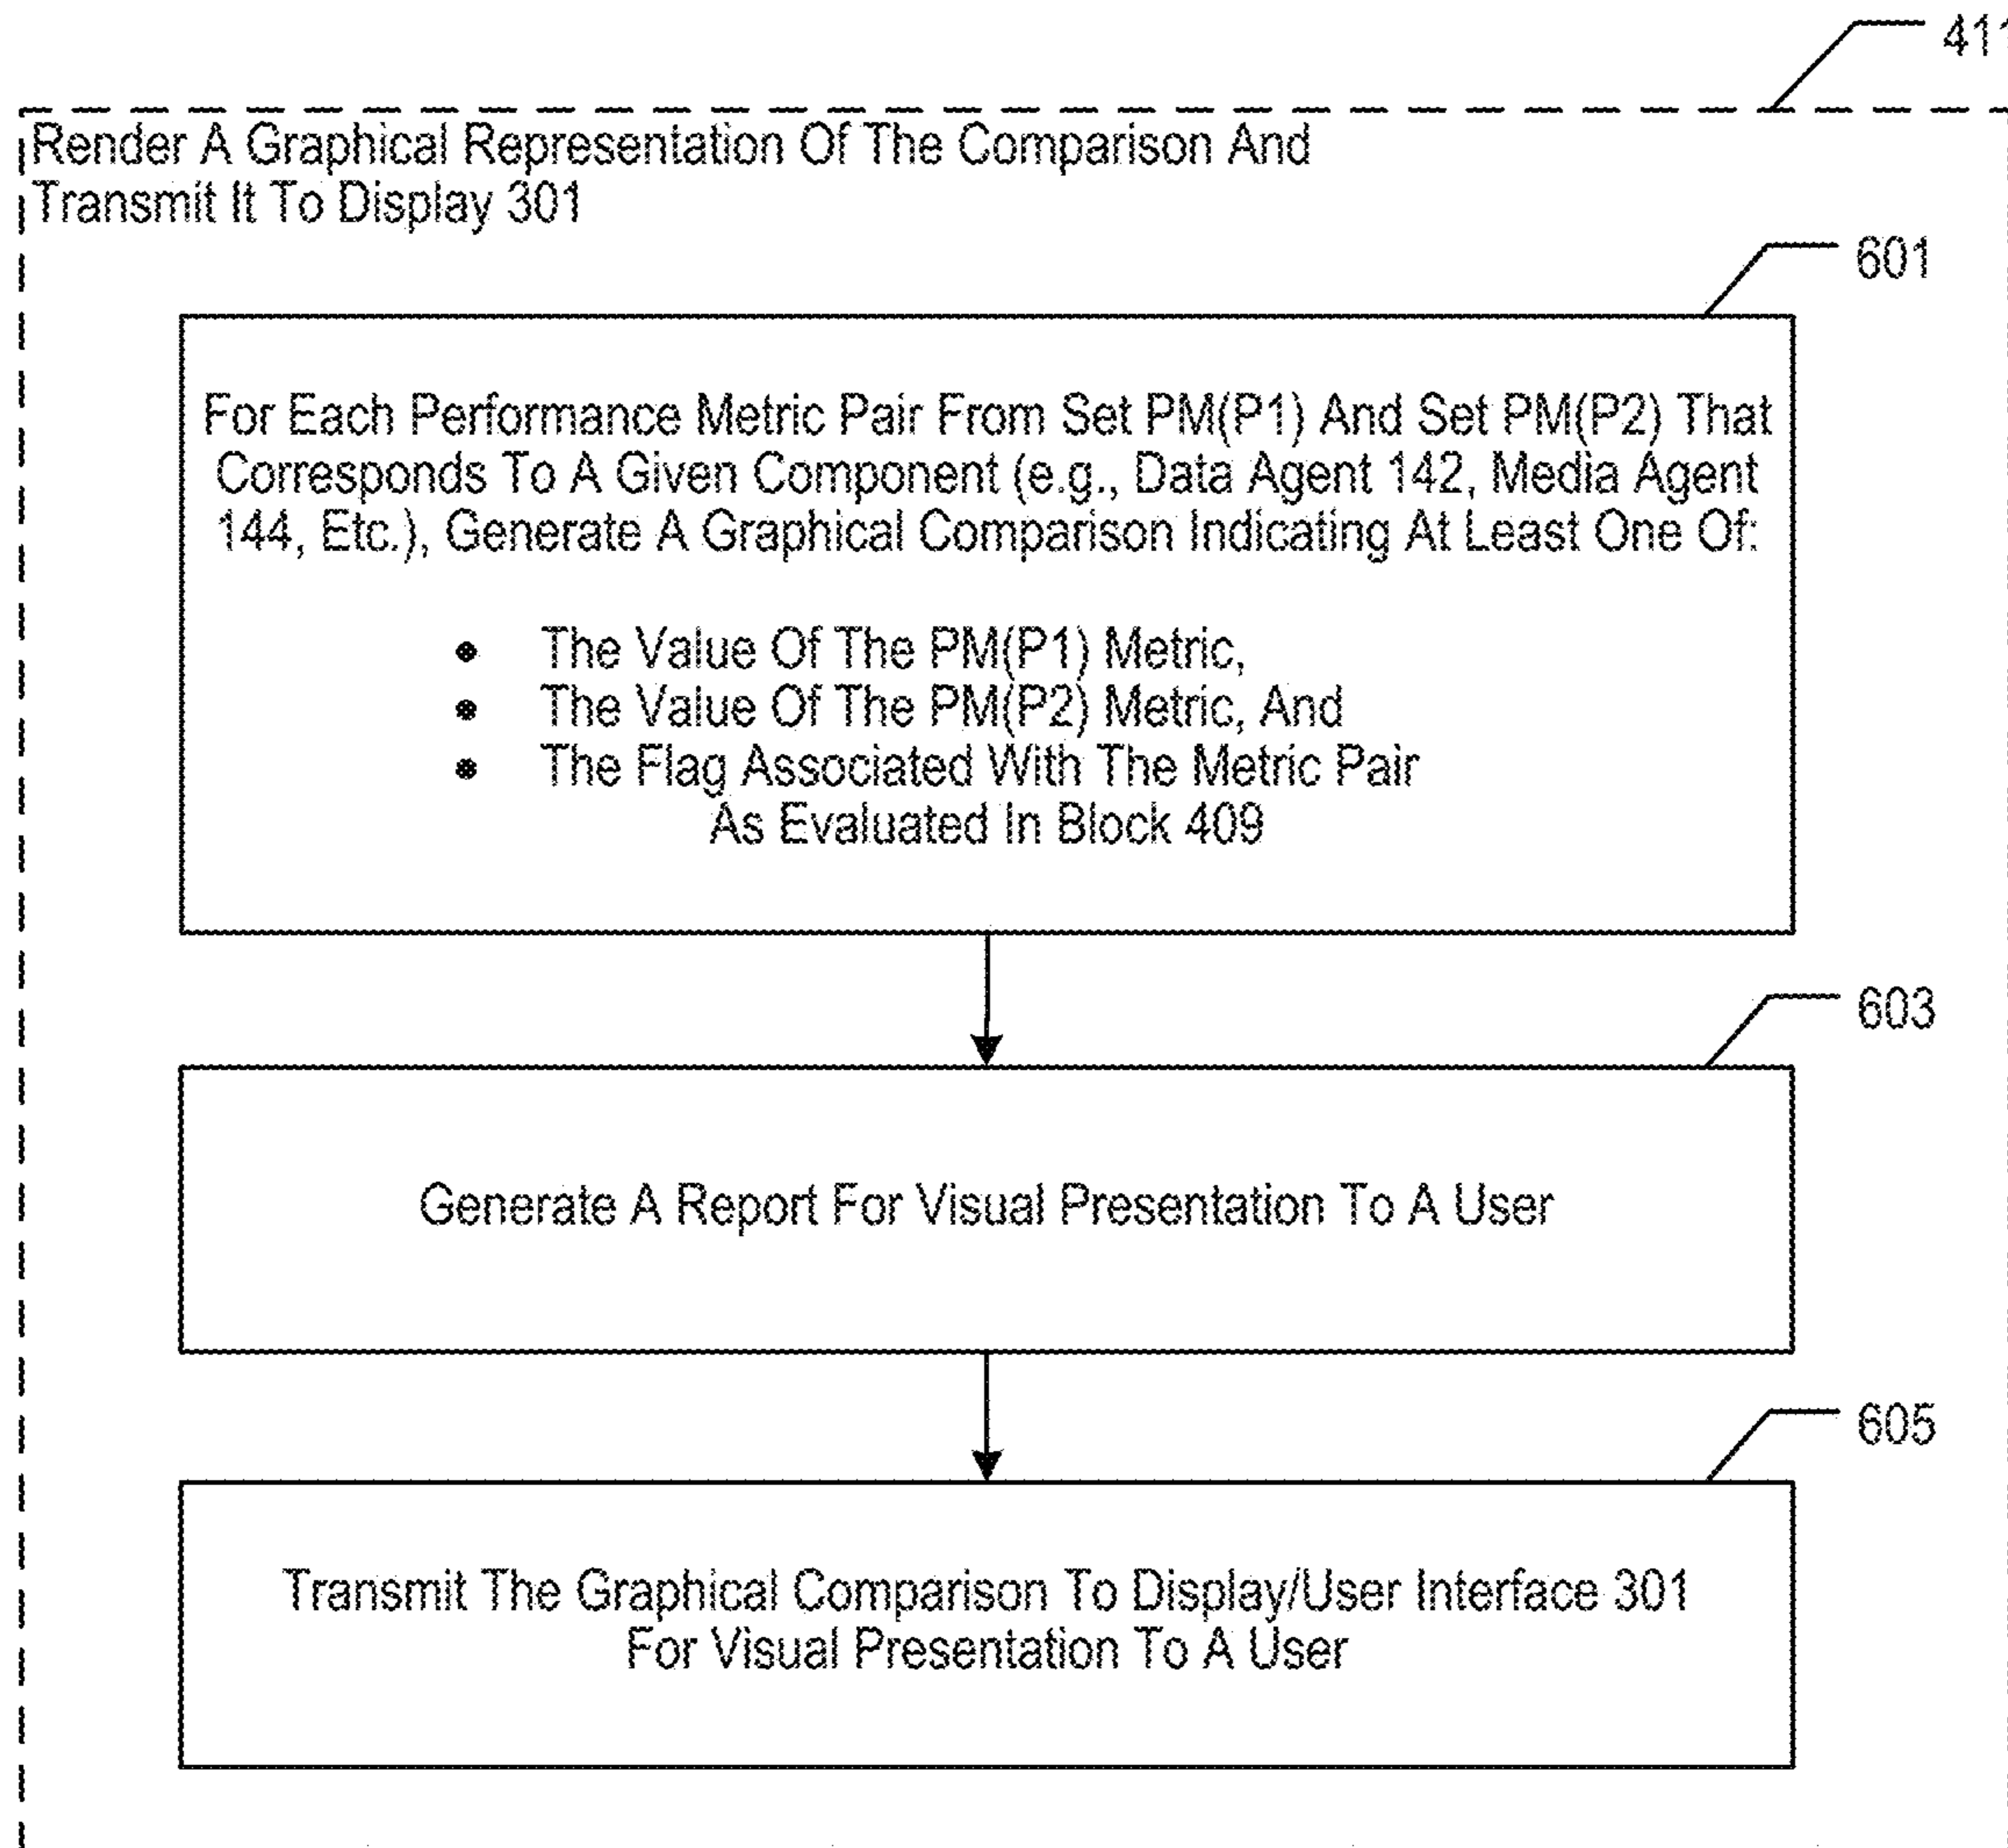 411
Render A Graphical Representation Of The Comparison And
Transmit It To Display 301
601
For Each Performance Metric Pair From Set PM(P1) And Set PM(P2) That
Corresponds To A Given Component (e.g., Data Agent 142, Media Agent
144, Etc.), Generate A Graphical Comparison Indicating At Least One Of:
• The Value Of The PM(P1) Metric,
• The Value Of The PM(P2) Metric, And
• The Flag Associated With The Metric Pair
As Evaluated In Block 409
603
Generate A Report For Visual Presentation To A User
605
Transmit The Graphical Comparison To Display/User Interface 301
For Visual Presentation To A User